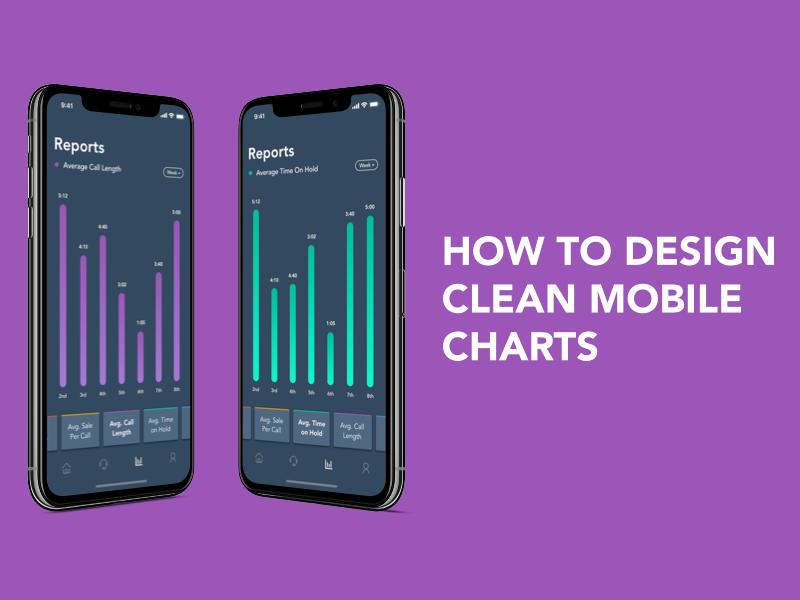 9:41
Reports
Average Call Length
Week
5:12
4:10
4:40
3:02
1:05
3:40
5:00
2nd 3rd 4th 5th 6th 7th 8th
Avg. Sale
Per Call
Avg. Call
Length
Avg. Time
on Hold
9:41
Reports
Average Time On Hold
Week
5:12
4:10
4:40
3:02
1:05
3:40
5:00
2nd 3rd 4th 5th 6th 7th 8th
Avg. Sale
Per Call
Avg. Time
on Hold
Avg. Call
Length
HOW TO DESIGN
CLEAN MOBILE
CHARTS